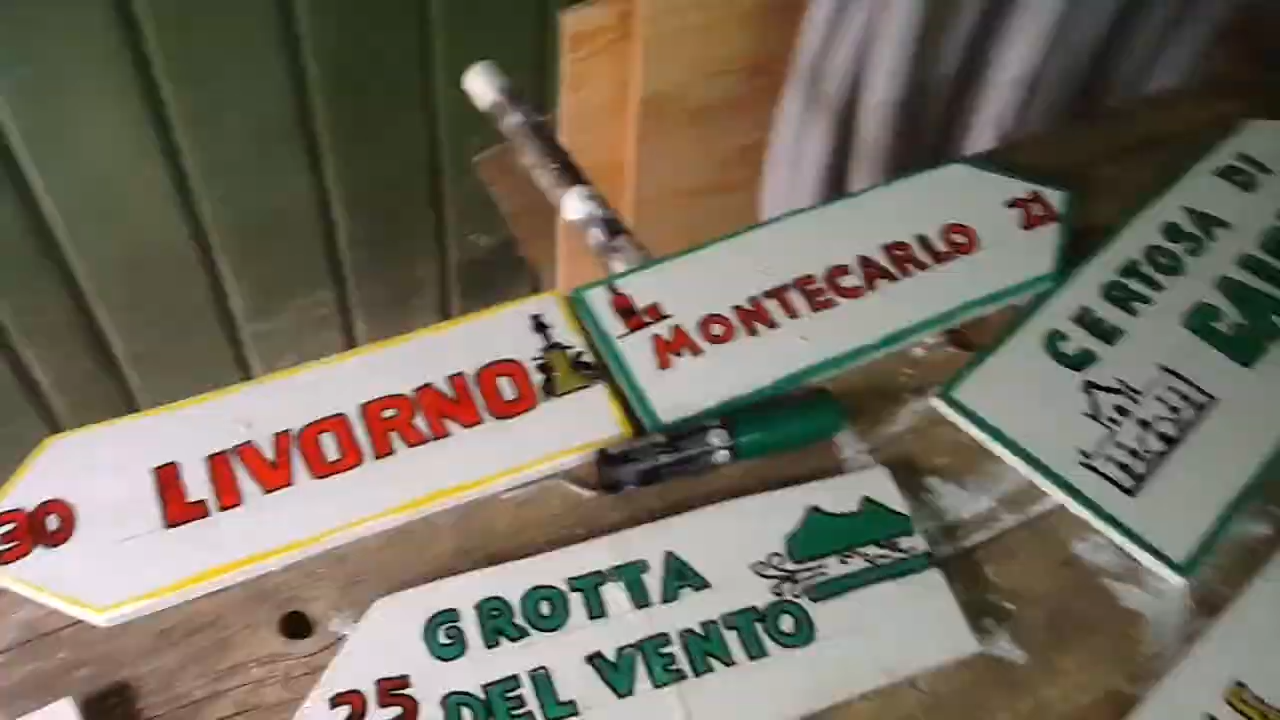 30 LIVORNO
MONTECARLO
CERTOSA DI
GROTTA
25 DEL VENTO